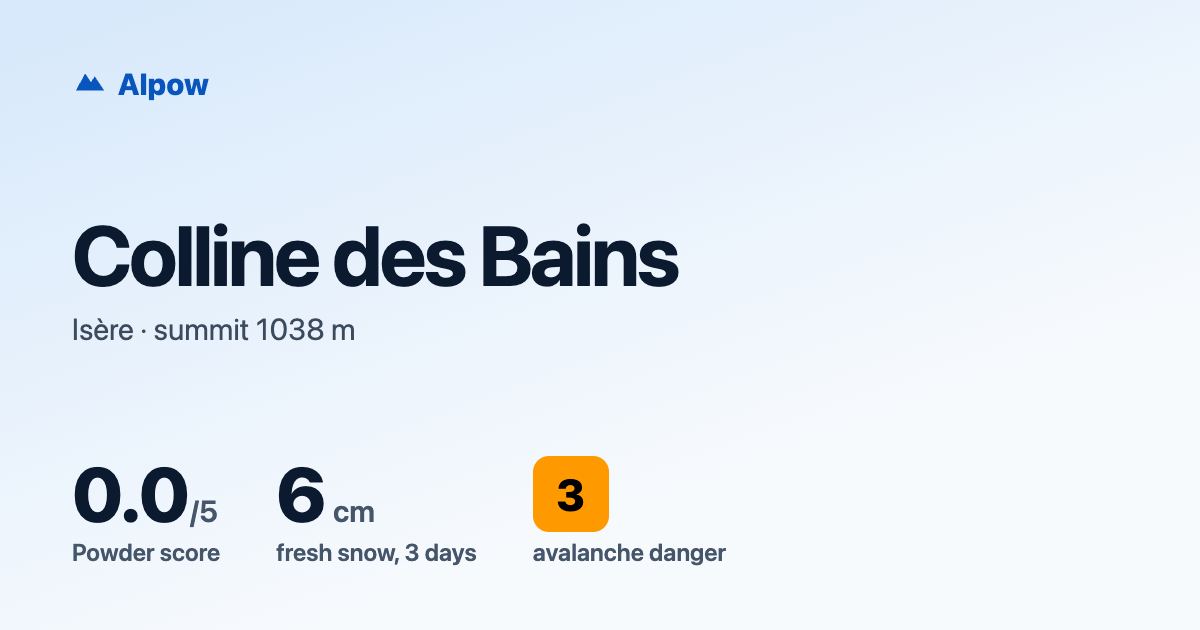 Alpow
Colline des Bains
Isère · summit 1038 m
0.0/5
Powder score
6 cm
fresh snow, 3 days
3
avalanche danger